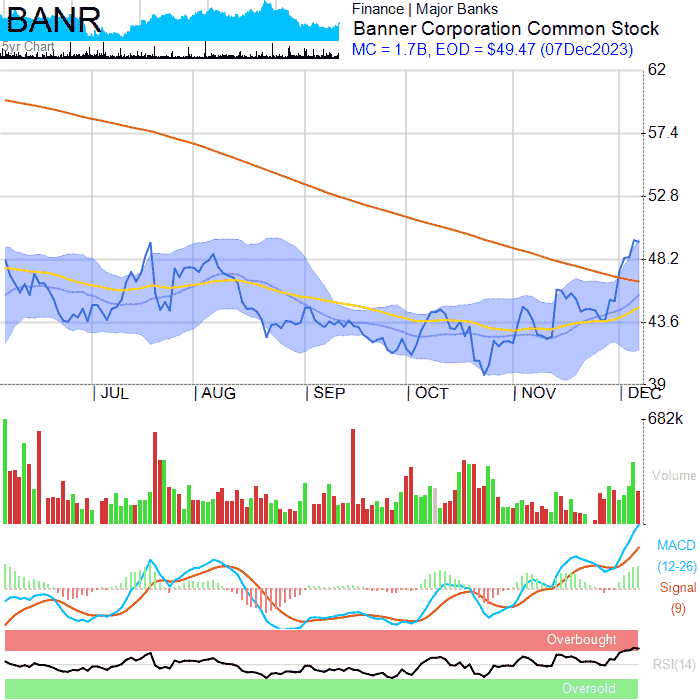 BANR
5yr Chart
Finance | Major Banks
Banner Corporation Common Stock
MC = 1.7B, EOD = $49.47 (07Dec2023)
62
57.4
52.8
48.2
43.6
39
JUL AUG SEP OCT NOV DEC
682k
Volume
MACD
(12-26)
Signal
(9)
Overbought
RSI(14)
Oversold